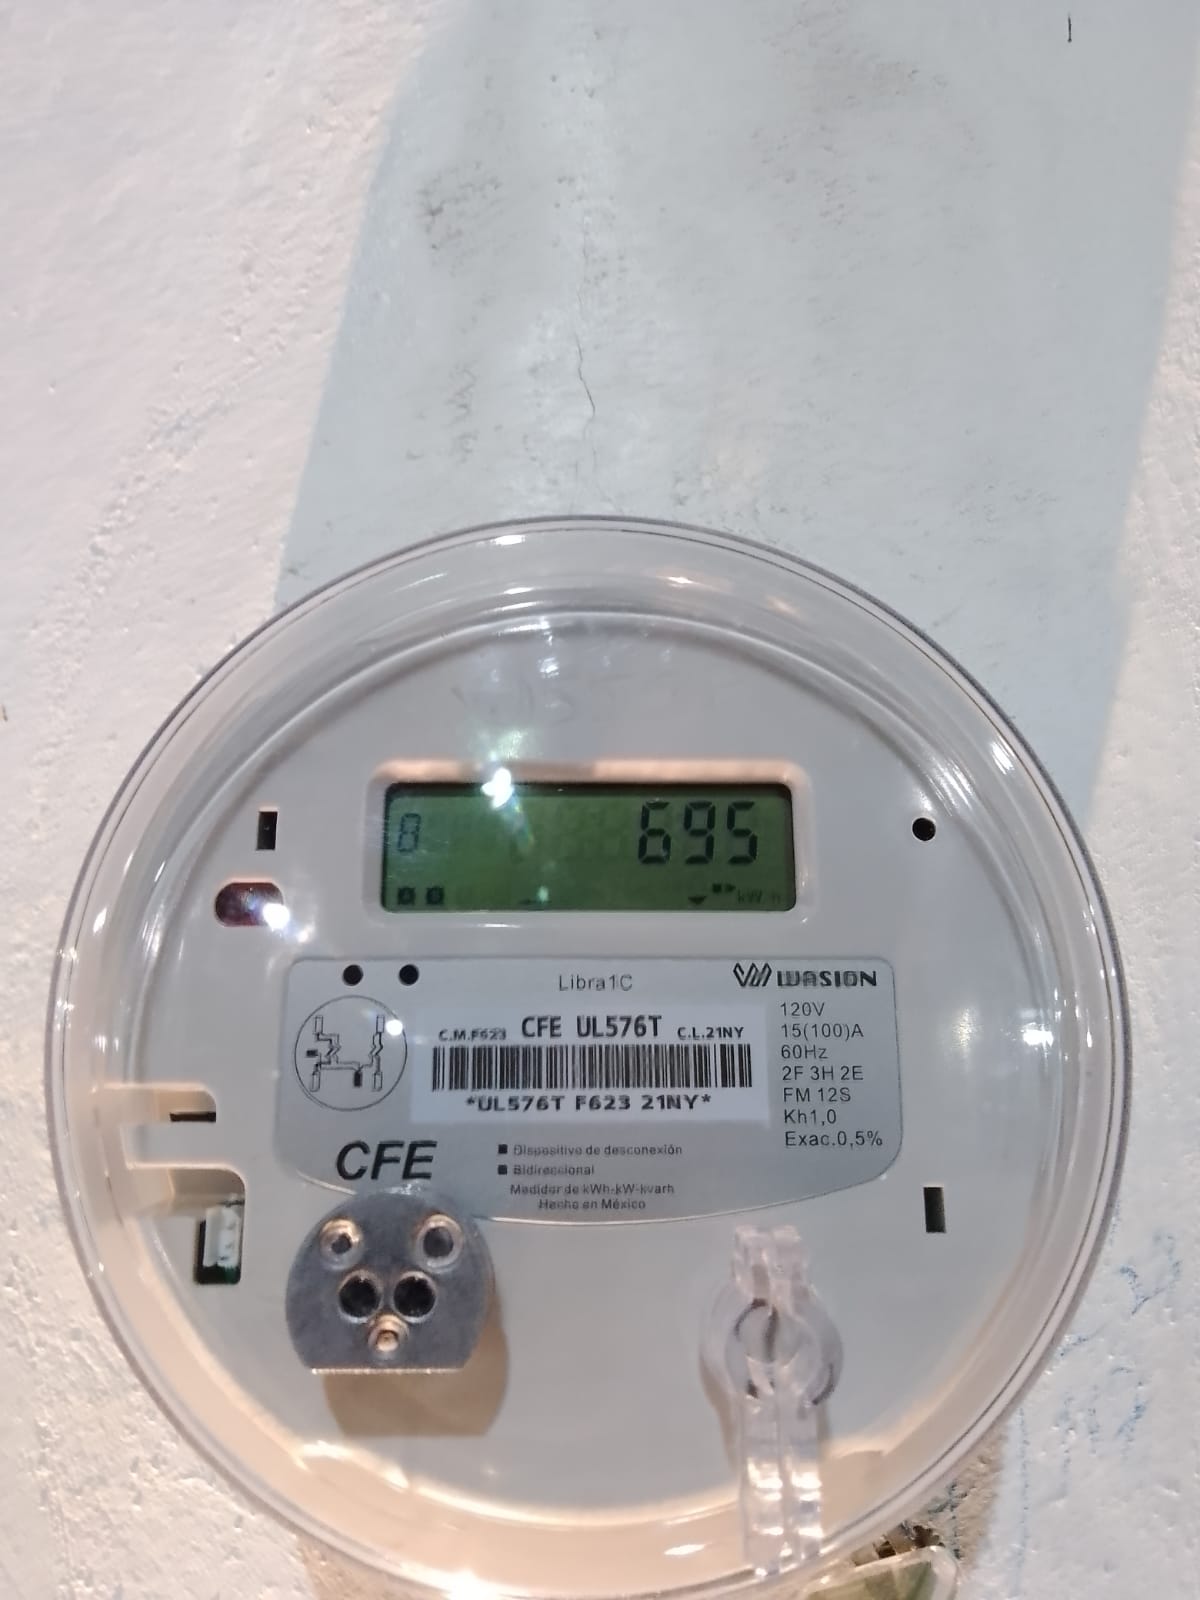 8 695
kWh
Libra1C
WASION
C.M.F623 CFE UL576T C.L.21NY
*UL576T F623 21NY*
120V
15(100)A
60Hz
2F 3H 2E
FM 12S
Kh1,0
Exac.0,5%
CFE
Dispositivo de desconexión
Bidireccional
Medidor de kWh-kW-kvarh
Hecho en México